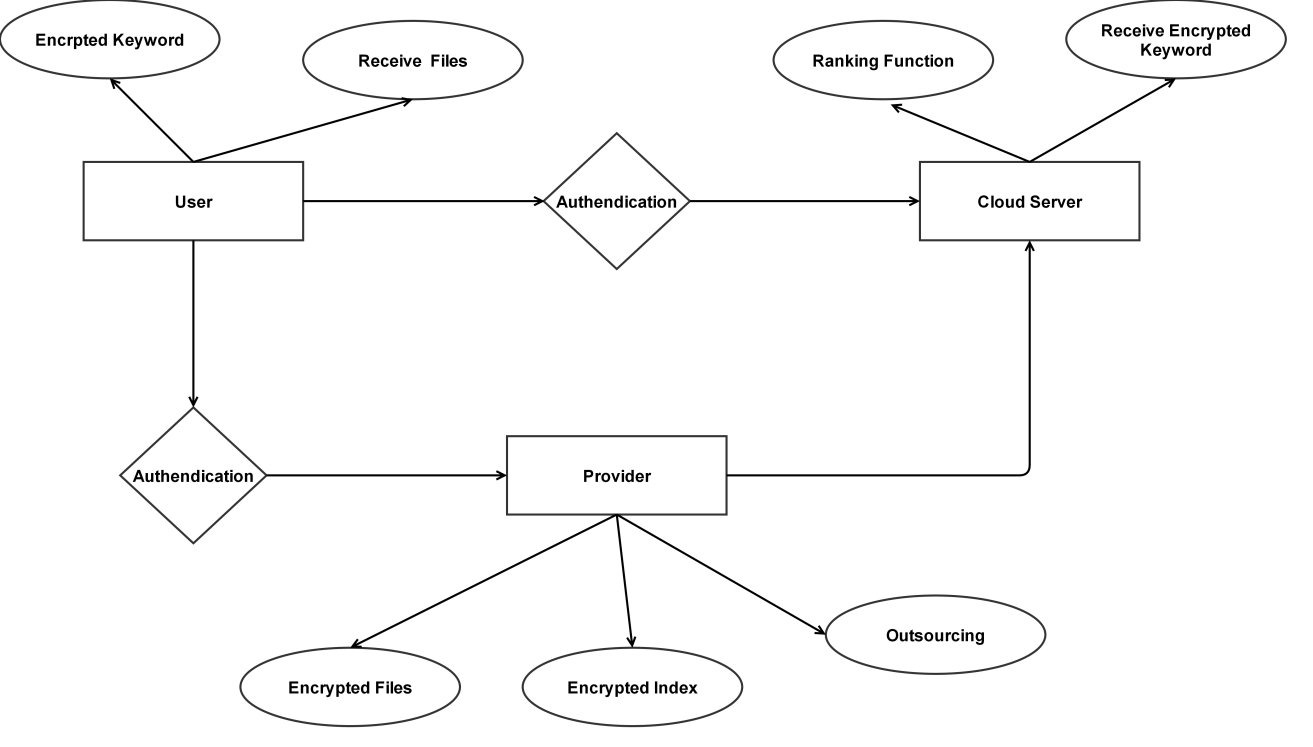 Encrpted Keyword
Receive Files
Ranking Function
Receive Encrypted
Keyword
User
Authendication
Cloud Server
Authendication
Provider
Outsourcing
Encrypted Files
Encrypted Index